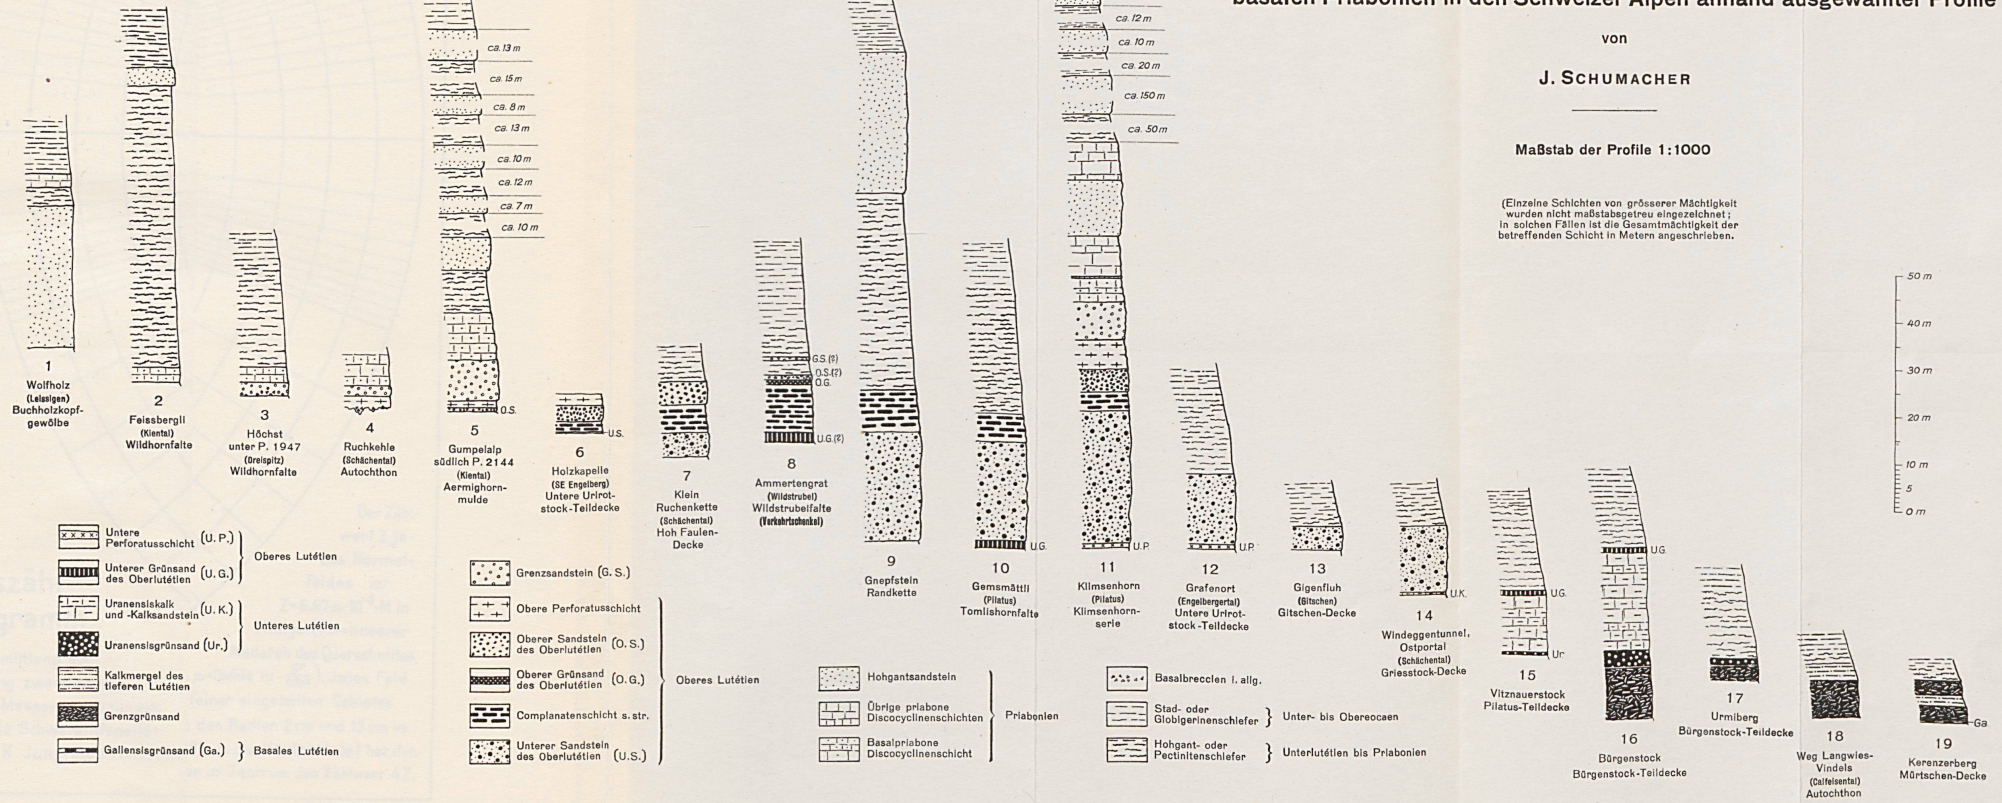 basalen Priabonien in den Schweizer Alpen anhand ausgewählter Profile
von
J. SCHUMACHER
Maßstab der Profile 1:1000
(Einzelne Schichten von grösserer Mächtigkeit
wurden nicht maßstabsgetreu eingezeichnet;
in solchen Fällen ist die Gesamtmächtigkeit der
betreffenden Schicht in Metern angeschrieben.
50 m
40 m
30 m
20 m
10 m
5
0 m
ca. 13 m
ca. 15 m
ca. 8 m
ca. 13 m
ca. 10 m
ca. 12 m
ca. 7 m
ca. 10 m
ca. 12 m
ca. 10 m
ca. 20 m
ca. 150 m
ca. 50 m
1
Wolfholz
(Leissigen)
Buchholzkopf-
gewölbe
2
Feissbergli
(Kiental)
Wildhornfalte
3
Höchst
unter P. 1947
(Dreispitz)
Wildhornfalte
4
Ruchkehle
(Schächental)
Autochthon
O.S.
5
Gumpelalp
südlich P. 2144
(Kiental)
Aermighorn-
mulde
U.S.
6
Holzkapelle
(SE Engelberg)
Untere Urirot-
stock-Teildecke
7
Klein
Ruchenkette
(Schächental)
Hoh Faulen-
Decke
G.S.(?)
O.S.(?)
O.G.
U.G.(?)
8
Ammertengrat
(Wildstrubel)
Wildstrubelfalte
(Verkehrtschenkel)
9
Gnepfstein
Randkette
U.G.
10
Gemsmättli
(Pilatus)
Tomlishornfalte
U.P.
11
Klimsenhorn
(Pilatus)
Klimsenhorn-
serie
U.P.
12
Grafenort
(Engelbergertal)
Untere Urirot-
stock-Teildecke
13
Gigenfluh
(Gitschen)
Gitschen-Decke
U.K.
14
Windeggentunnel,
Ostportal
(Schächental)
Griesstock-Decke
U.G.
Ur
15
Vitznauerstock
Pilatus-Teildecke
U.G.
16
Bürgenstock
Bürgenstock-Teildecke
17
Urmiberg
Bürgenstock-Teildecke
18
Weg Langwies-
Vindels
(Calfeisental)
Autochthon
Ga
19
Kerenzerberg
Mürtschen-Decke
Untere
Perforatusschicht (U.P.)
Unterer Grünsand
des Oberlutétien (U.G.)
Oberes Lutétien
Uranensiskalk
und -Kalksandstein (U.K.)
Uranensisgrünsand (Ur.)
Unteres Lutétien
Kalkmergel des
tieferen Lutétien
Grenzgrünsand
Gallensisgrünsand (Ga.)
Basales Lutétien
Grenzsandstein (G.S.)
Obere Perforatusschicht
Oberer Sandstein
des Oberlutétien (O.S.)
Oberer Grünsand
des Oberlutétien (O.G.)
Complanatenschicht s. str.
Unterer Sandstein
des Oberlutétien (U.S.)
Oberes Lutétien
Hohgantsandstein
Übrige priabone
Discocyclinenschichten
Basalpriabone
Discocyclinenschicht
Priabonien
Basalbreccien i. allg.
Stad- oder
Globigerinenschiefer
Unter- bis Obereocaen
Hohgant- oder
Pectinitenschiefer
Unterlutétien bis Priabonien